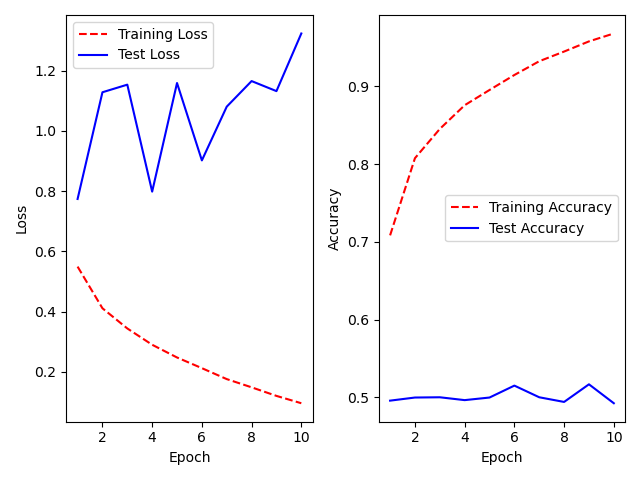 Training Loss
Test Loss
1.2
1.0
0.8
0.6
0.4
0.2
Loss
2
4
6
8
10
Epoch
Training Accuracy
Test Accuracy
0.9
0.8
0.7
0.6
0.5
Accuracy
2
4
6
8
10
Epoch